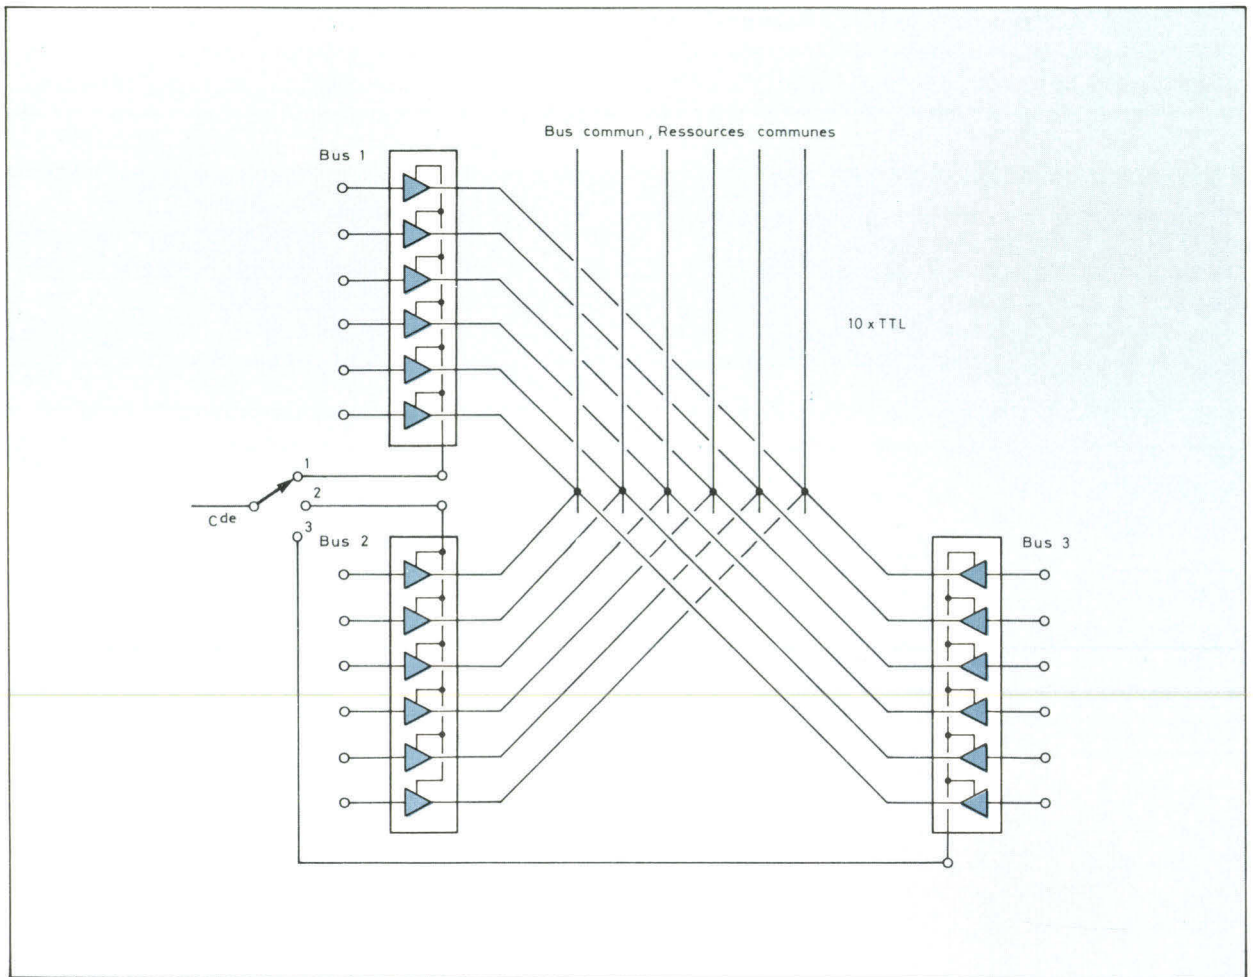 Bus commun, Ressources communes
Bus 1
10 x TTL
1
2
Cde
3
Bus 2
Bus 3